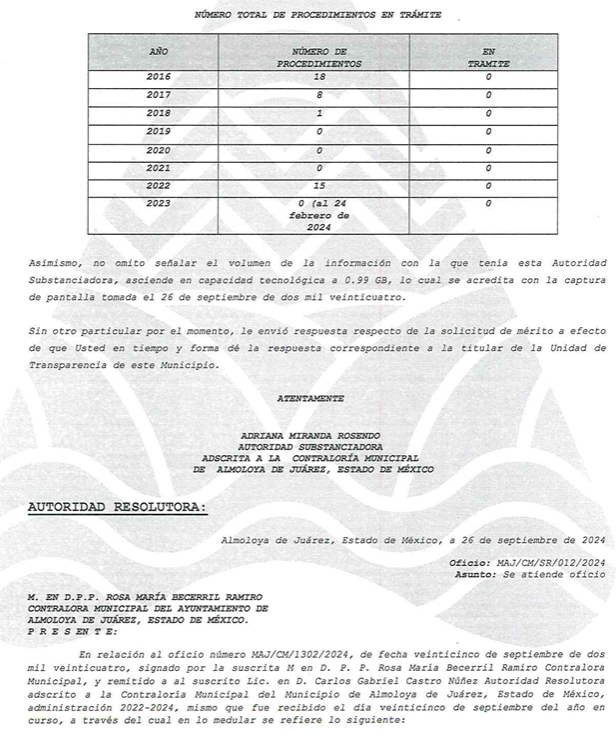 NÚMERO TOTAL DE PROCEDIMIENTOS EN TRÁMITE
AÑO NÚMERO DE PROCEDIMIENTOS EN TRAMITE
2016 18 0
2017 8 0
2018 1 0
2019 0 0
2020 0 0
2021 0 0
2022 15 0
2023 0 (al 24 febrero de 2024 0
Asimismo, no omito señalar el volumen de la información con la que tenia esta Autoridad
Substanciadora, asciende en capacidad tecnológica a 0.99 GB, lo cual se acredita con la captura
de pantalla tomada el 26 de septiembre de dos mil veinticuatro.
Sin otro particular por el momento, le envió respuesta respecto de la solicitud de mérito a efecto
de que Usted en tiempo y forma dé la respuesta correspondiente a la titular de la Unidad de
Transparencia de este Municipio.
ATENTAMENTE
ADRIANA MIRANDA ROSENDO
AUTORIDAD SUBSTANCIADORA
ADSCRITA A LA CONTRALORÍA MUNICIPAL
DE ALMOLOYA DE JUÁREZ, ESTADO DE MÉXICO
AUTORIDAD RESOLUTORA:
Almoloya de Juárez, Estado de México, a 26 de septiembre de 2024
Oficio: MAJ/CM/SR/012/2024
Asunto: Se atiende oficio
M. EN D.P.P. ROSA MARÍA BECERRIL RAMIRO
CONTRALORA MUNICIPAL DEL AYUNTAMIENTO DE
ALMOLOYA DE JUÁREZ, ESTADO DE MÉXICO.
P R E S E N T E:
En relación al oficio número MAJ/CM/1302/2024, de fecha veinticinco de septiembre de dos
mil veinticuatro, signado por la suscrita M en D. P. P. Rosa María Becerril Ramiro Contralora
Municipal, y remitido a al suscrito Lic. en D. Carlos Gabriel Castro Núñez Autoridad Resolutora
adscrito a la Contraloría Municipal del Municipio de Almoloya de Juárez, Estado de México,
administración 2022-2024, mismo que fue recibido el día veinticinco de septiembre del año en
curso, a través del cual en lo medular se refiere lo siguiente: